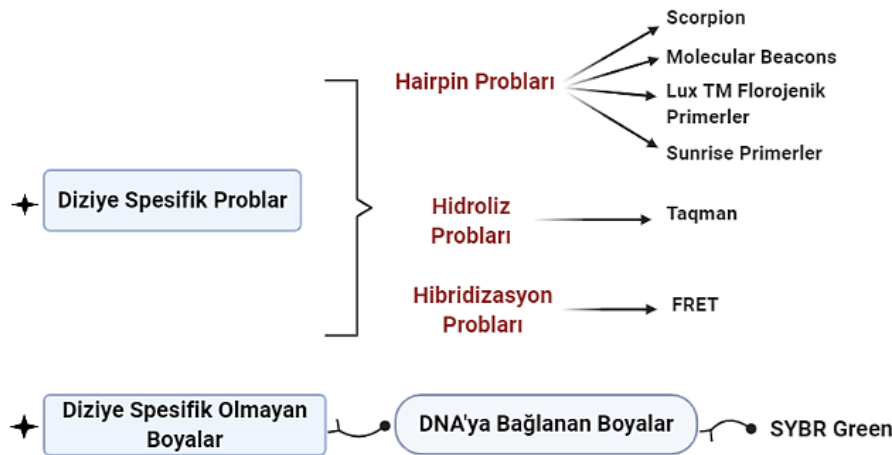 Scorpion
Molecular Beacons
Hairpin Probları
Lux TM Florojenik
Primerler
Sunrise Primerler
Diziye Spesifik Problar
Hidroliz
Probları
Taqman
Hibridizasyon
Probları
FRET
Diziye Spesifik Olmayan
Boyalar
DNA'ya Bağlanan Boyalar
SYBR Green